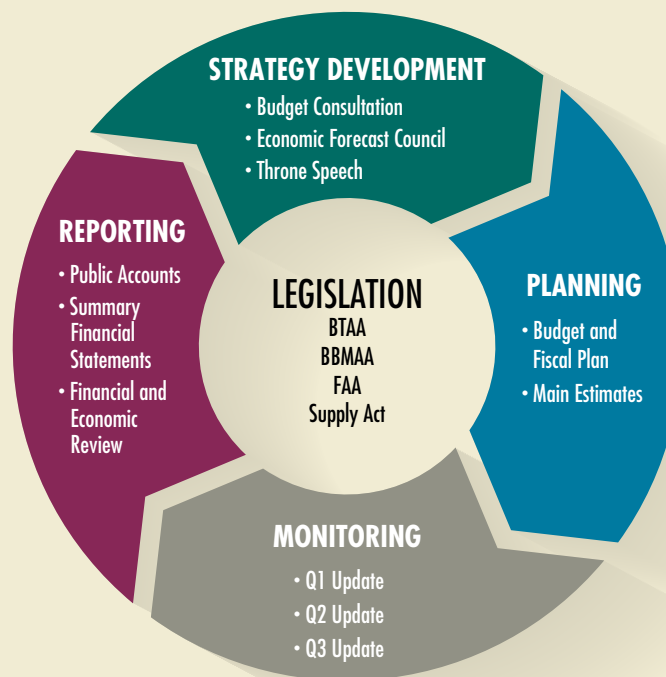 STRATEGY DEVELOPMENT
• Budget Consultation
• Economic Forecast Council
• Throne Speech
PLANNING
• Budget and
Fiscal Plan
• Main Estimates
MONITORING
• Q1 Update
• Q2 Update
• Q3 Update
REPORTING
• Public Accounts
• Summary
Financial
Statements
• Financial and
Economic
Review
LEGISLATION
BTAA
BBMAA
FAA
Supply Act